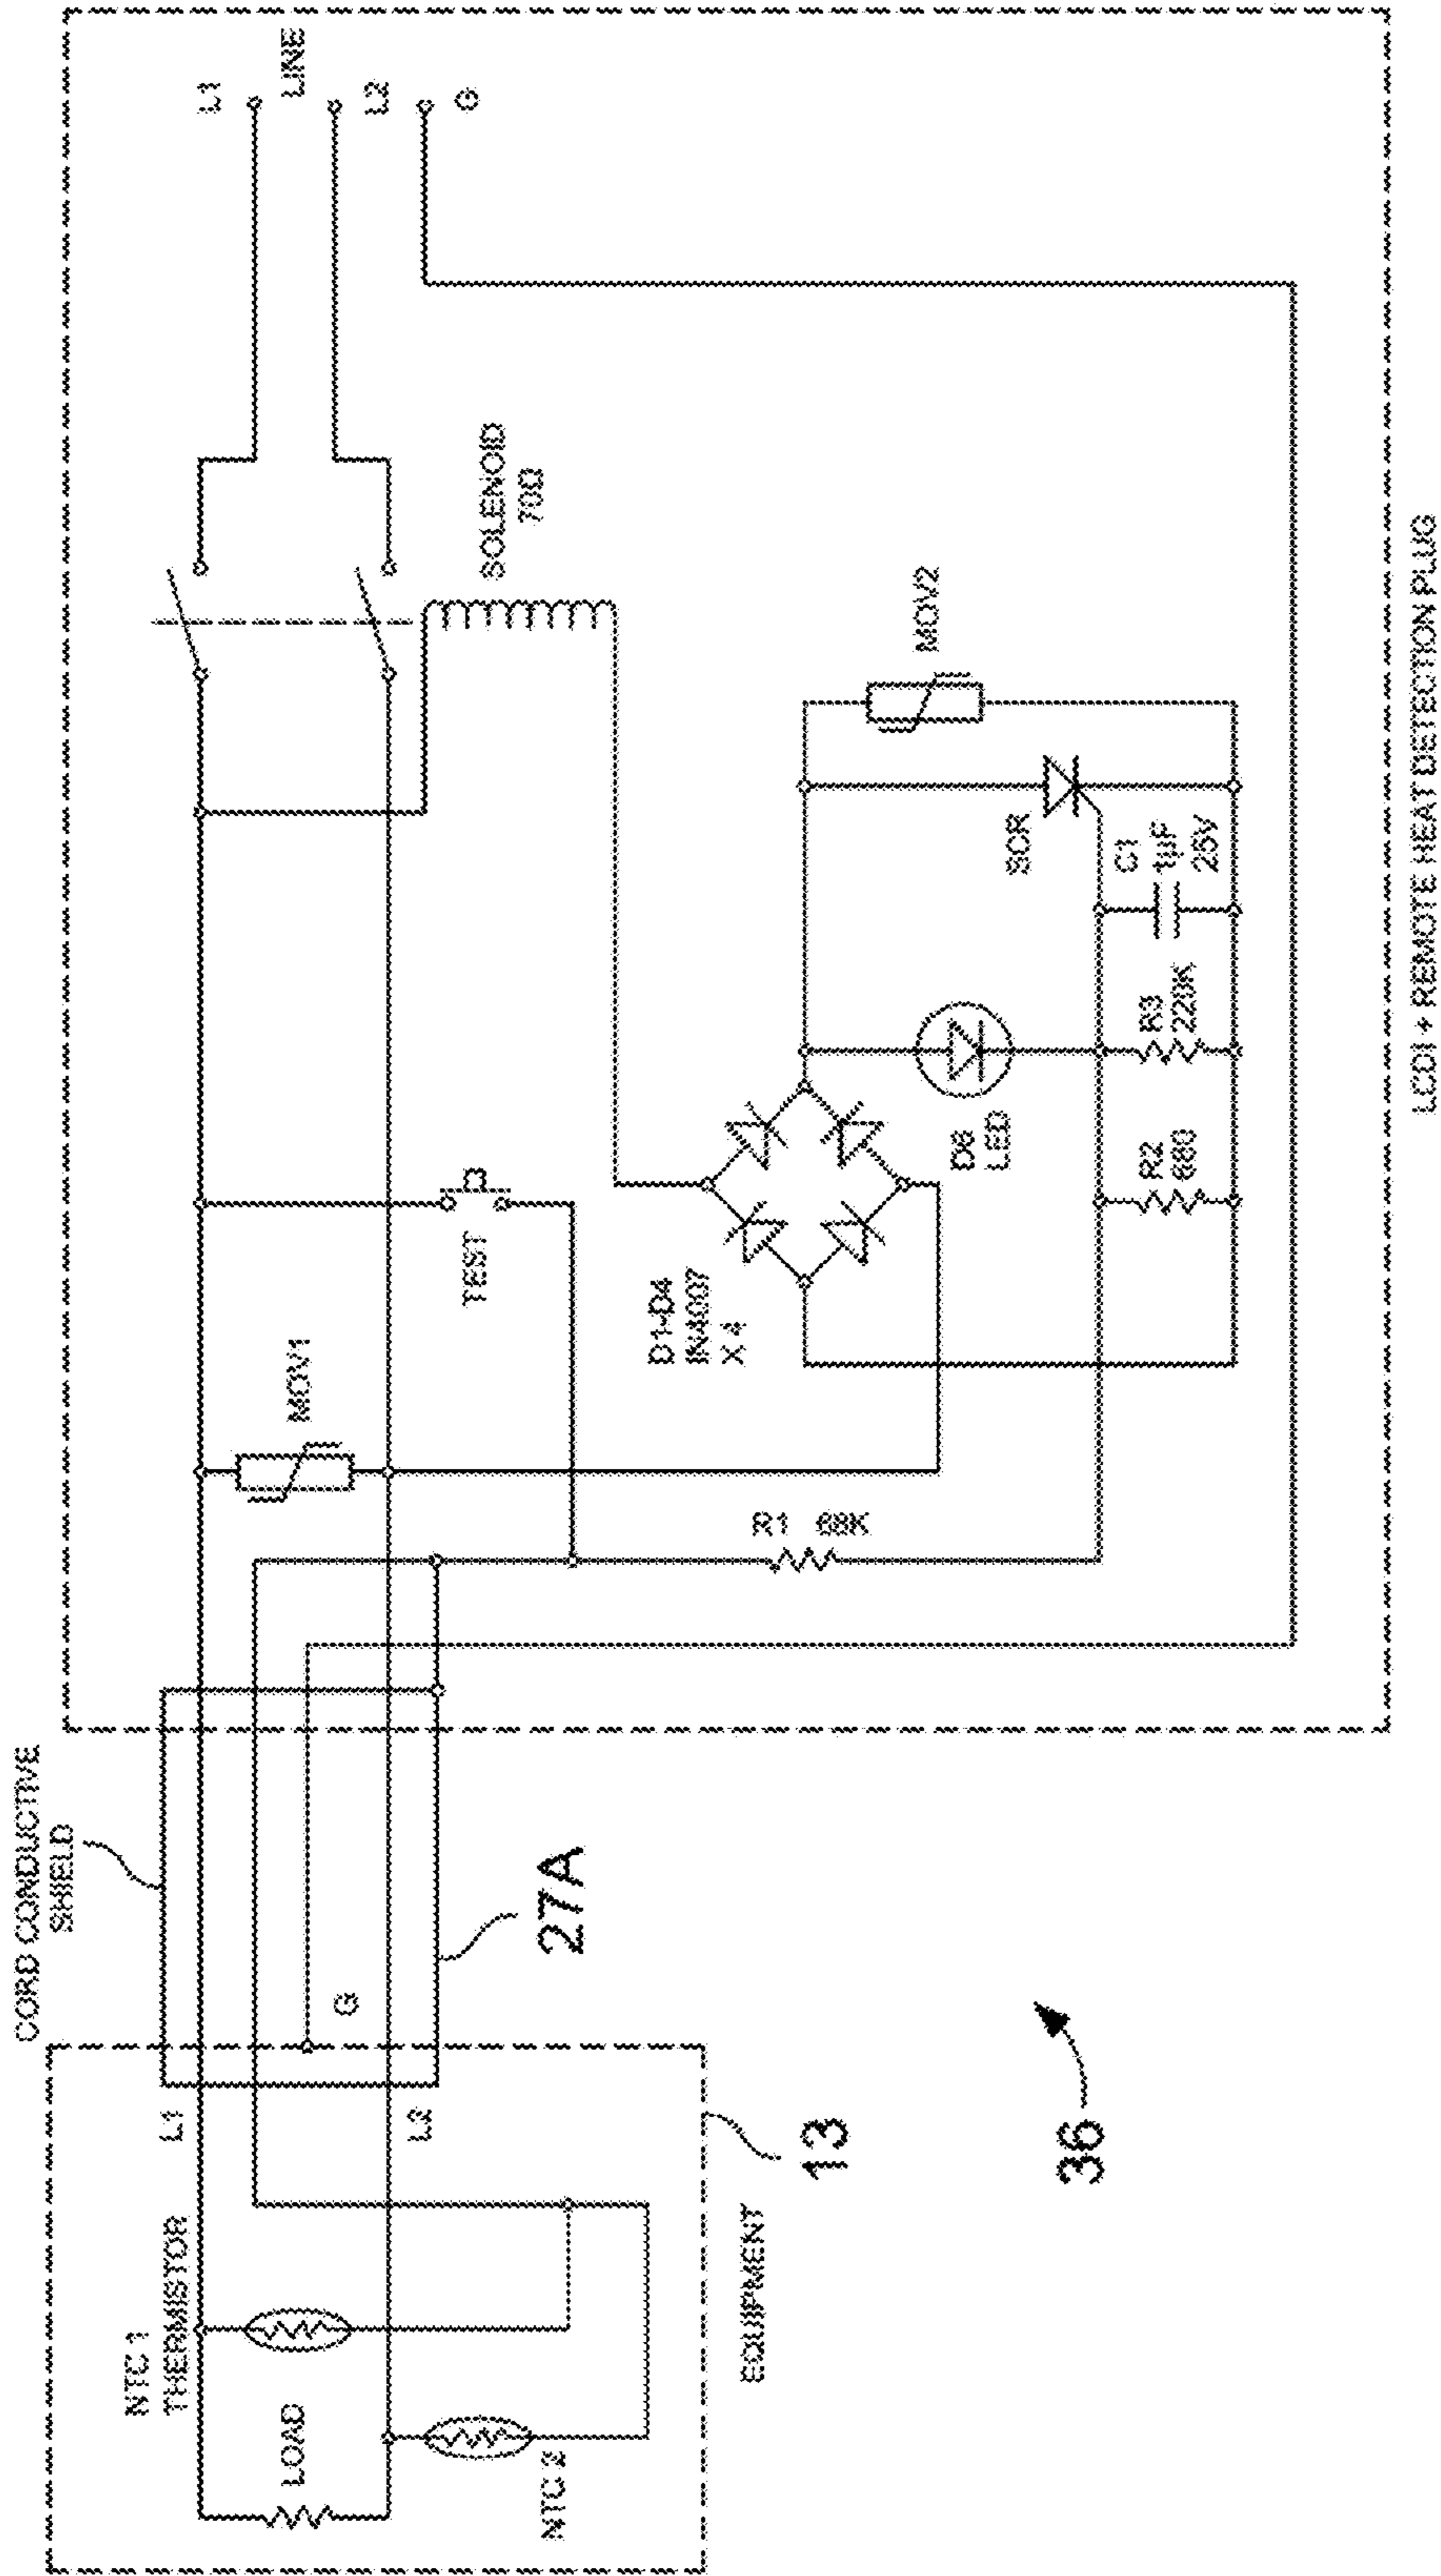 CORD CONDUCTIVE
SHIELD
NTC 1
THERMISTOR
L1
L1
LINE
LOAD
MOV1
G
L2
L2
G
TEST
SOLENOID
70Ω
NTC 2
27A
D1-D4
IN4007
X 4
EQUIPMENT
13
R1 68K
MOV2
D6
LED
SCR
36
R2
680
R3
220K
C1
1µF
25V
LCDI + REMOTE HEAT DETECTION PLUG